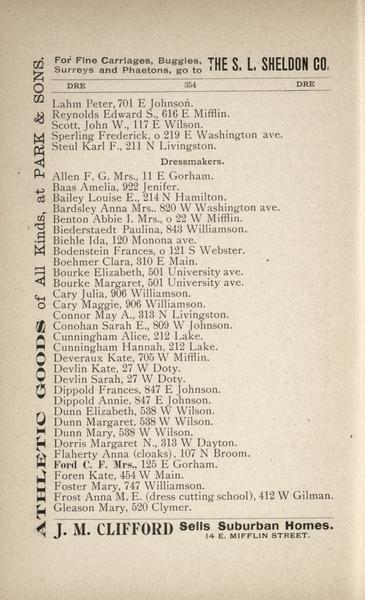 For Fine Carriages, Buggies,
Surreys and Phaetons, go to THE S. L. SHELDON CO.
DRE 354 DRE
Lahm Peter, 701 E Johnson.
Reynolds Edward S., 616 E Mifflin.
Scott, John W., 117 E Wilson.
Sperling Frederick, o 219 E Washington ave.
Steul Karl F., 211 N Livingston.
Dressmakers.
Allen F. G. Mrs., 11 E Gorham.
Baas Amelia, 922 Jenifer.
Bailey Louise E., 214 N Hamilton.
Bardsley Anna Mrs., 820 W Washington ave.
Benton Abbie I. Mrs., o 22 W Mifflin.
Biederstaedt Paulina, 843 Williamson.
Biehle Ida, 120 Monona ave.
Bodenstein Frances, o 121 S Webster.
Boehmer Clara, 310 E Main.
Bourke Elizabeth, 501 University ave.
Bourke Margaret, 501 University ave.
Cary Julia, 906 Williamson.
Cary Maggie, 906 Williamson.
Connor May A., 313 N Livingston.
Conohan Sarah E., 809 W Johnson.
Cunningham Alice, 212 Lake.
Cunningham Hannah, 212 Lake.
Deveraux Kate, 705 W Mifflin.
Devlin Kate, 27 W Doty.
Devlin Sarah, 27 W Doty.
Dippold Frances, 847 E Johnson.
Dippold Annie, 847 E Johnson.
Dunn Elizabeth, 538 W Wilson.
Dunn Margaret, 538 W Wilson.
Dunn Mary, 538 W Wilson.
Dorris Margaret N., 313 W Dayton.
Flaherty Anna (cloaks), 107 N Broom.
Ford C. F. Mrs., 125 E Gorham.
Foren Kate, 454 W Main.
Foster Mary, 747 Williamson.
Frost Anna M. E. (dress cutting school), 412 W Gilman.
Gleason Mary, 520 Clymer.
J. M. CLIFFORD Sells Suburban Homes.
14 E. MIFFLIN STREET.
ATHLETIC GOODS of All Kinds, at PARK & SONS.